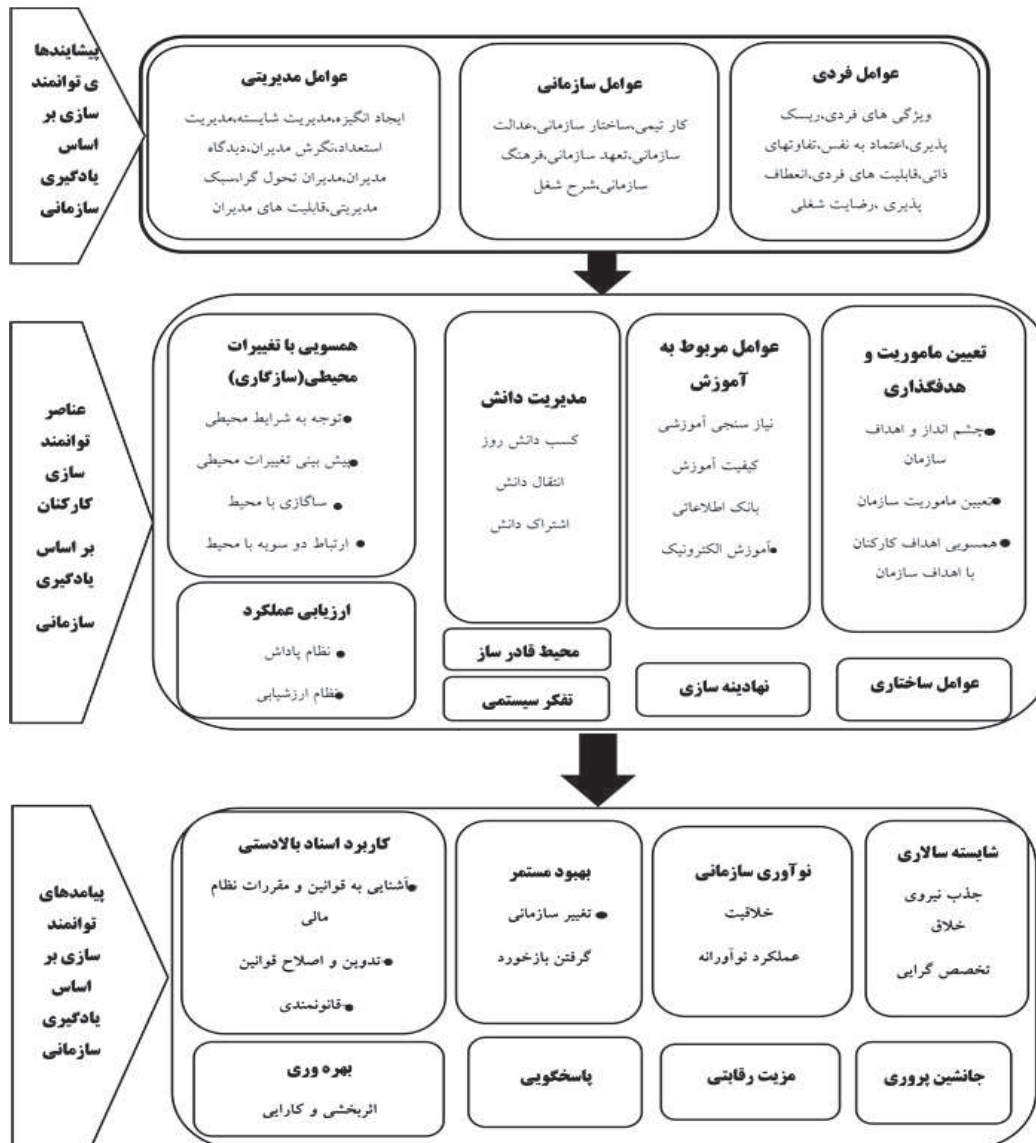 پیشایندها
ی توانمند
سازی بر
اساس
یادگیری
سازمانی
عوامل فردی
ویژگی های فردی،ریسک
پذیری،اعتماد به نفس،تفاوتهای
ذاتی،قابلیت های فردی،انعطاف
پذیری ،رضایت شغلی
عوامل سازمانی
کار تیمی،ساختار سازمانی،عدالت
سازمانی،تعهد سازمانی،فرهنگ
سازمانی،شرح شغل
عوامل مدیریتی
ایجاد انگیزه،مدیریت شایسته،مدیریت
استعداد،نگرش مدیران،دیدگاه
مدیران،مدیران تحول گرا،سبک
مدیریتی،قابلیت های مدیران
عناصر
توانمند
سازی
کارکنان
بر اساس
یادگیری
سازمانی
تعیین ماموریت و
هدفگذاری
•چشم انداز و اهداف
سازمان
•تعیین ماموریت سازمان
•همسویی اهداف کارکنان
با اهداف سازمان
عوامل مربوط به
آموزش
نیاز سنجی آموزشی
کیفیت آموزش
بانک اطلاعاتی
•آموزش الکترونیک
مدیریت دانش
کسب دانش روز
انتقال دانش
اشتراک دانش
همسویی با تغییرات
محیطی(سازگاری)
•توجه به شرایط محیطی
•پیش بینی تغییرات محیطی
• ساگازی با محیط
• ارتباط دو سویه با محیط
عوامل ساختاری
نهادینه سازی
محیط قادر ساز
تفکر سیستمی
ارزیابی عملکرد
• نظام پاداش
•نظام ارزشیابی
پیامدهای
توانمند
سازی بر
اساس
یادگیری
سازمانی
شایسته سالاری
جذب نیروی
خلاق
تخصص گرایی
نوآوری سازمانی
خلاقیت
عملکرد نوآورانه
بهبود مستمر
• تغییر سازمانی
گرفتن بازخورد
کاربرد اسناد بالادستی
•آشنایی به قوانین و مقررات نظام
مالی
•تدوین و اصلاح قوانین
•قانونمندی
جانشین پروری
مزیت رقابتی
پاسخگویی
بهره وری
اثربخشی و کارایی